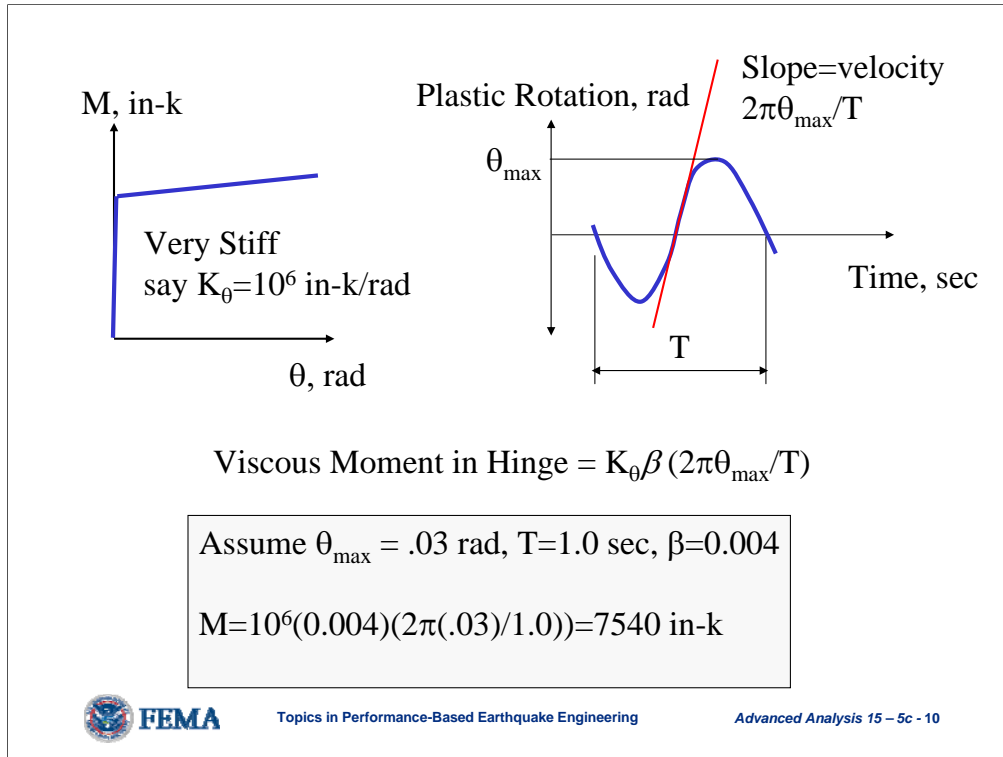 M, in-k
Very Stiff
say Kθ=10⁶ in-k/rad
θ, rad
Plastic Rotation, rad
Slope=velocity
2πθmax/T
θmax
Time, sec
T
Viscous Moment in Hinge = Kθβ(2πθmax/T)
Assume θmax = .03 rad, T=1.0 sec, β=0.004
M=10⁶(0.004)(2π(.03)/1.0))=7540 in-k
FEMA
Topics in Performance-Based Earthquake Engineering
Advanced Analysis 15 – 5c - 10